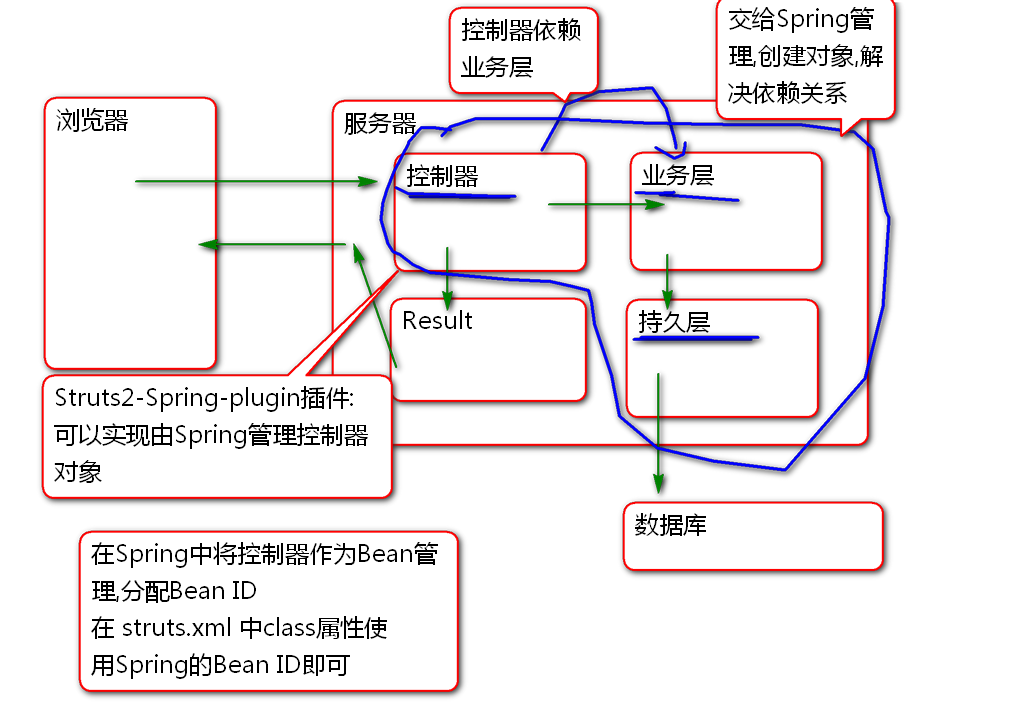 控制器依赖
业务层
交给Spring管
理,创建对象,解
决依赖关系
浏览器
服务器
控制器
业务层
Result
持久层
Struts2-Spring-plugin插件:
可以实现由Spring管理控制器
对象
数据库
在Spring中将控制器作为Bean管
理,分配Bean ID
在 struts.xml 中class属性使
用Spring的Bean ID即可